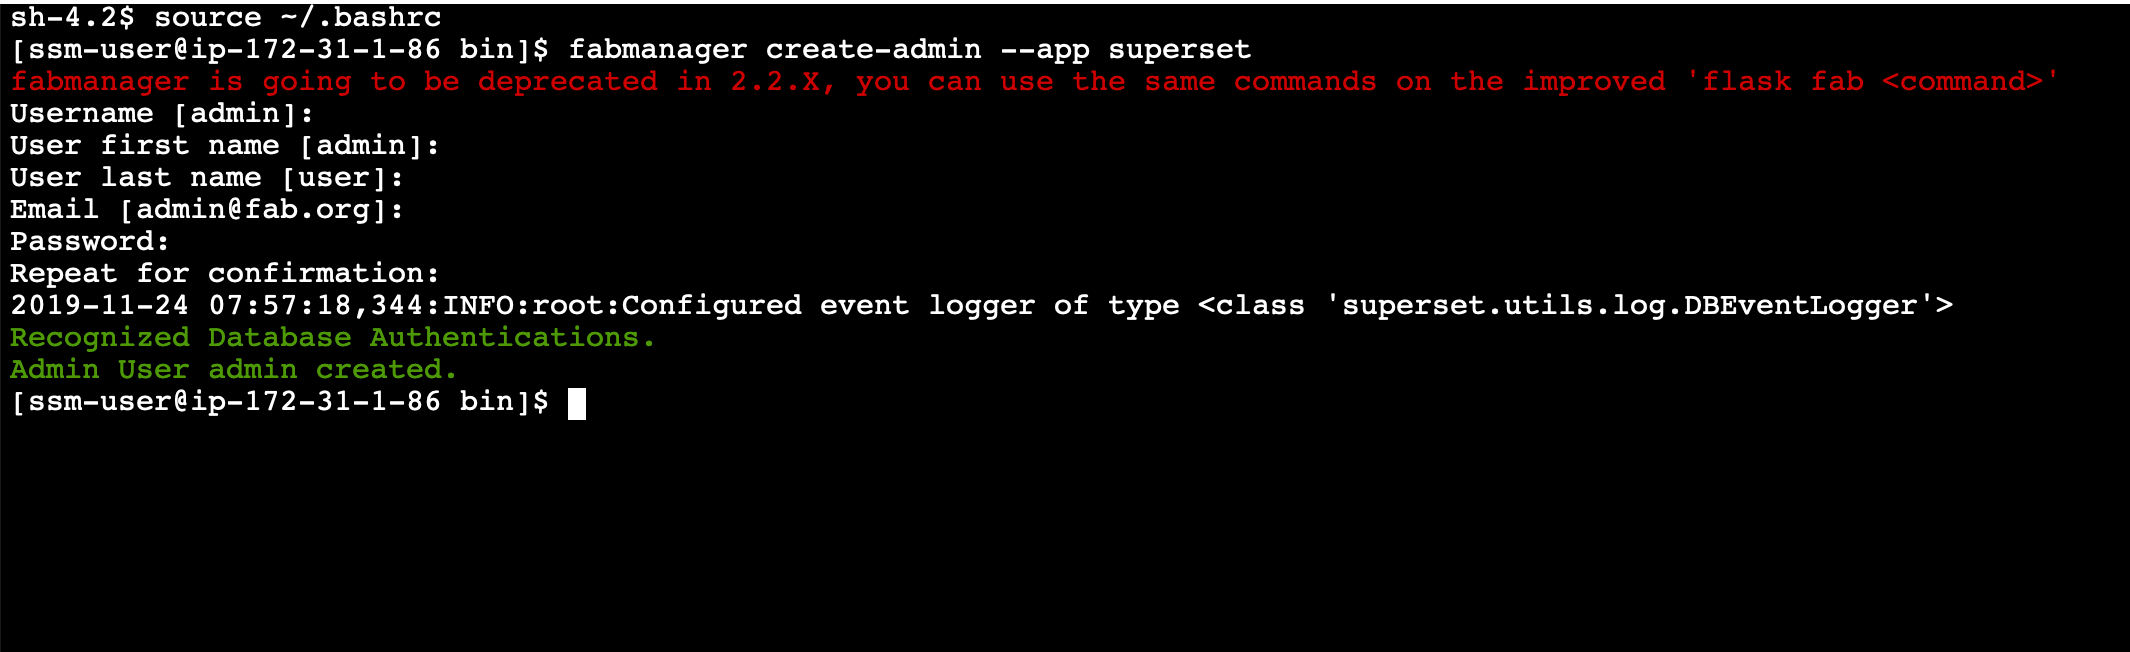 sh-4.2$ source ~/.bashrc
[ssm-user@ip-172-31-1-86 bin]$ fabmanager create-admin --app superset
fabmanager is going to be deprecated in 2.2.X, you can use the same commands on the improved 'flask fab <command>'
Username [admin]:
User first name [admin]:
User last name [user]:
Email [admin@fab.org]:
Password:
Repeat for confirmation:
2019-11-24 07:57:18,344:INFO:root:Configured event logger of type <class 'superset.utils.log.DBEventLogger'>
Recognized Database Authentications.
Admin User admin created.
[ssm-user@ip-172-31-1-86 bin]$